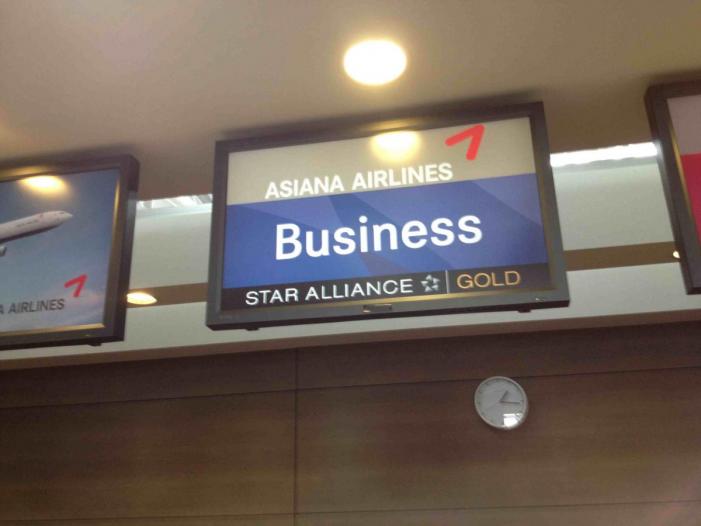 ASIANA AIRLINES
Business
STAR ALLIANCE GOLD
AIRLINES